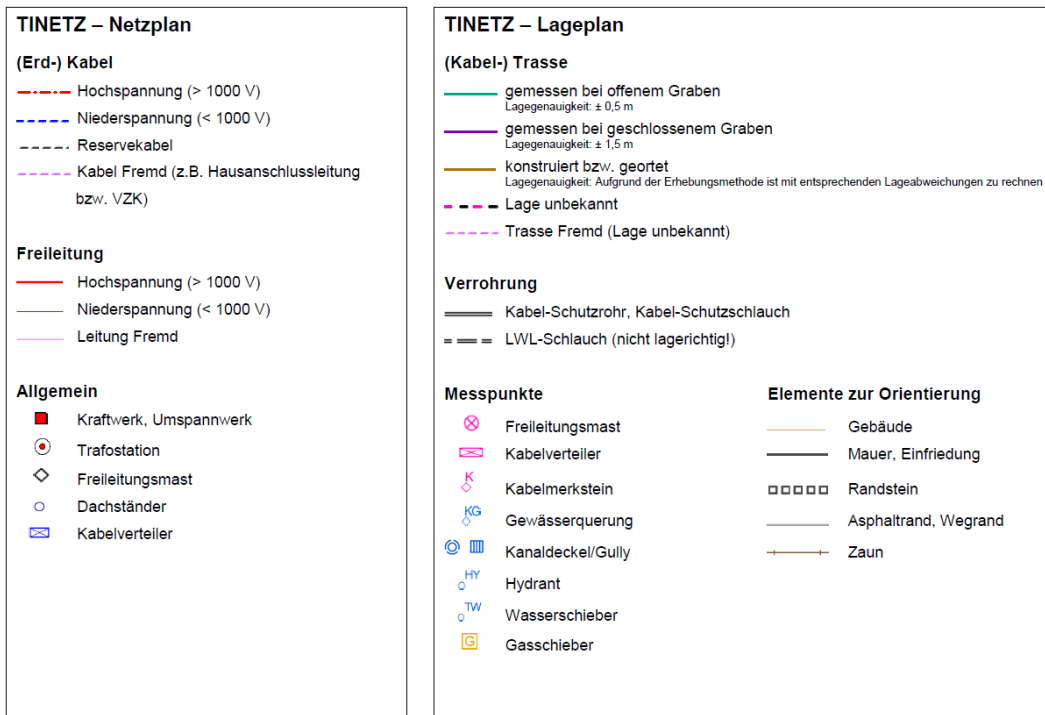 TINETZ – Netzplan
(Erd-) Kabel
Hochspannung (> 1000 V)
Niederspannung (< 1000 V)
Reservekabel
Kabel Fremd (z.B. Hausanschlussleitung
bzw. VZK)
Freileitung
Hochspannung (> 1000 V)
Niederspannung (< 1000 V)
Leitung Fremd
Allgemein
Kraftwerk, Umspannwerk
Trafostation
Freileitungsmast
Dachständer
Kabelverteiler
TINETZ – Lageplan
(Kabel-) Trasse
gemessen bei offenem Graben
Lagegenauigkeit: ± 0,5 m
gemessen bei geschlossenem Graben
Lagegenauigkeit: ± 1,5 m
konstruiert bzw. geortet
Lagegenauigkeit: Aufgrund der Erhebungsmethode ist mit entsprechenden Lageabweichungen zu rechnen
Lage unbekannt
Trasse Fremd (Lage unbekannt)
Verrohrung
Kabel-Schutzrohr, Kabel-Schutzschlauch
LWL-Schlauch (nicht lagerichtig!)
Messpunkte
Freileitungsmast
Kabelverteiler
K Kabelmerkstein
KG Gewässerquerung
Kanaldeckel/Gully
HY Hydrant
TW Wasserschieber
G Gasschieber
Elemente zur Orientierung
Gebäude
Mauer, Einfriedung
Randstein
Asphaltrand, Wegrand
Zaun